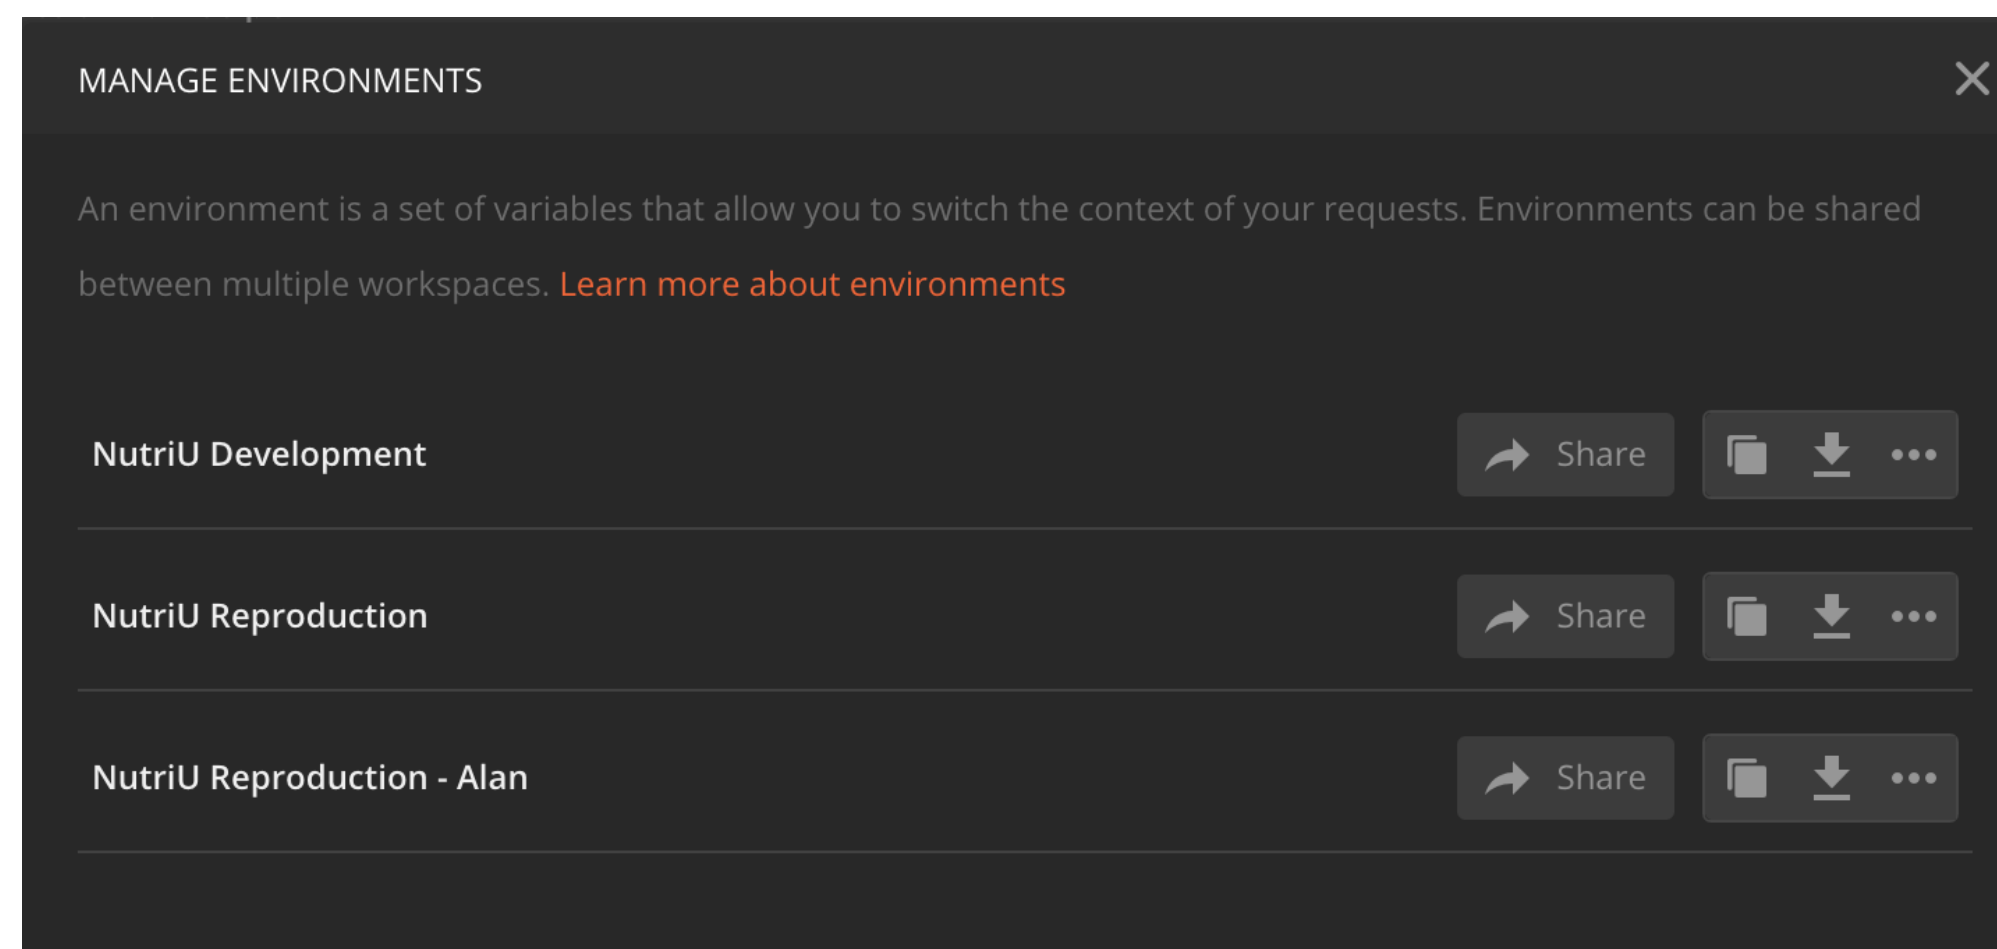 MANAGE ENVIRONMENTS
An environment is a set of variables that allow you to switch the context of your requests. Environments can be shared
between multiple workspaces. Learn more about environments
NutriU Development
Share
NutriU Reproduction
Share
NutriU Reproduction - Alan
Share